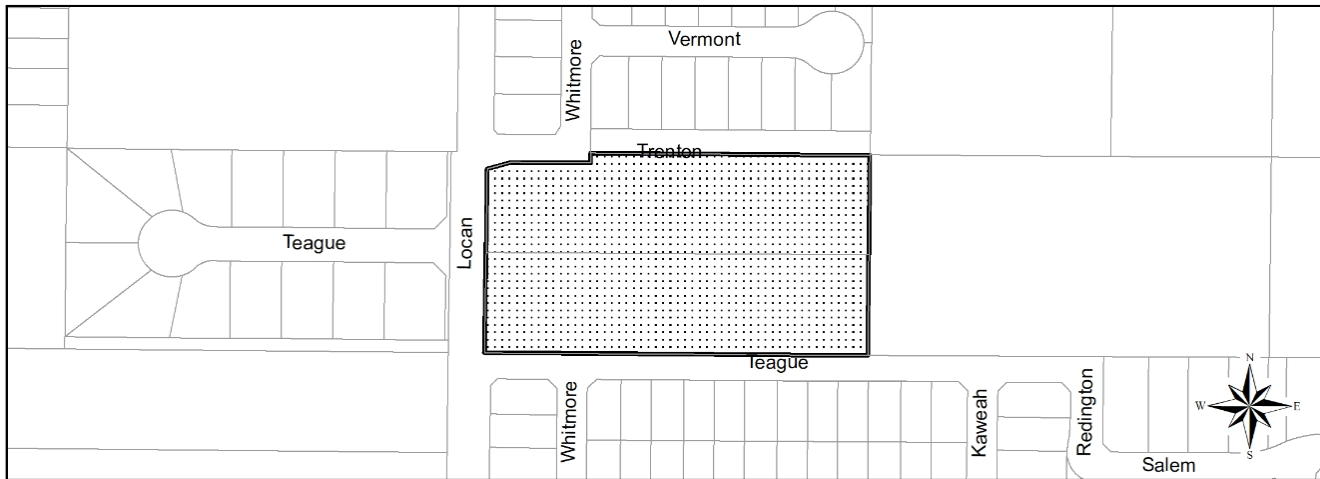 Vermont
Whitmore
Trenton
Locan
Teague
Teague
Whitmore
Kaweah
Redington
Salem
N
W
E
S